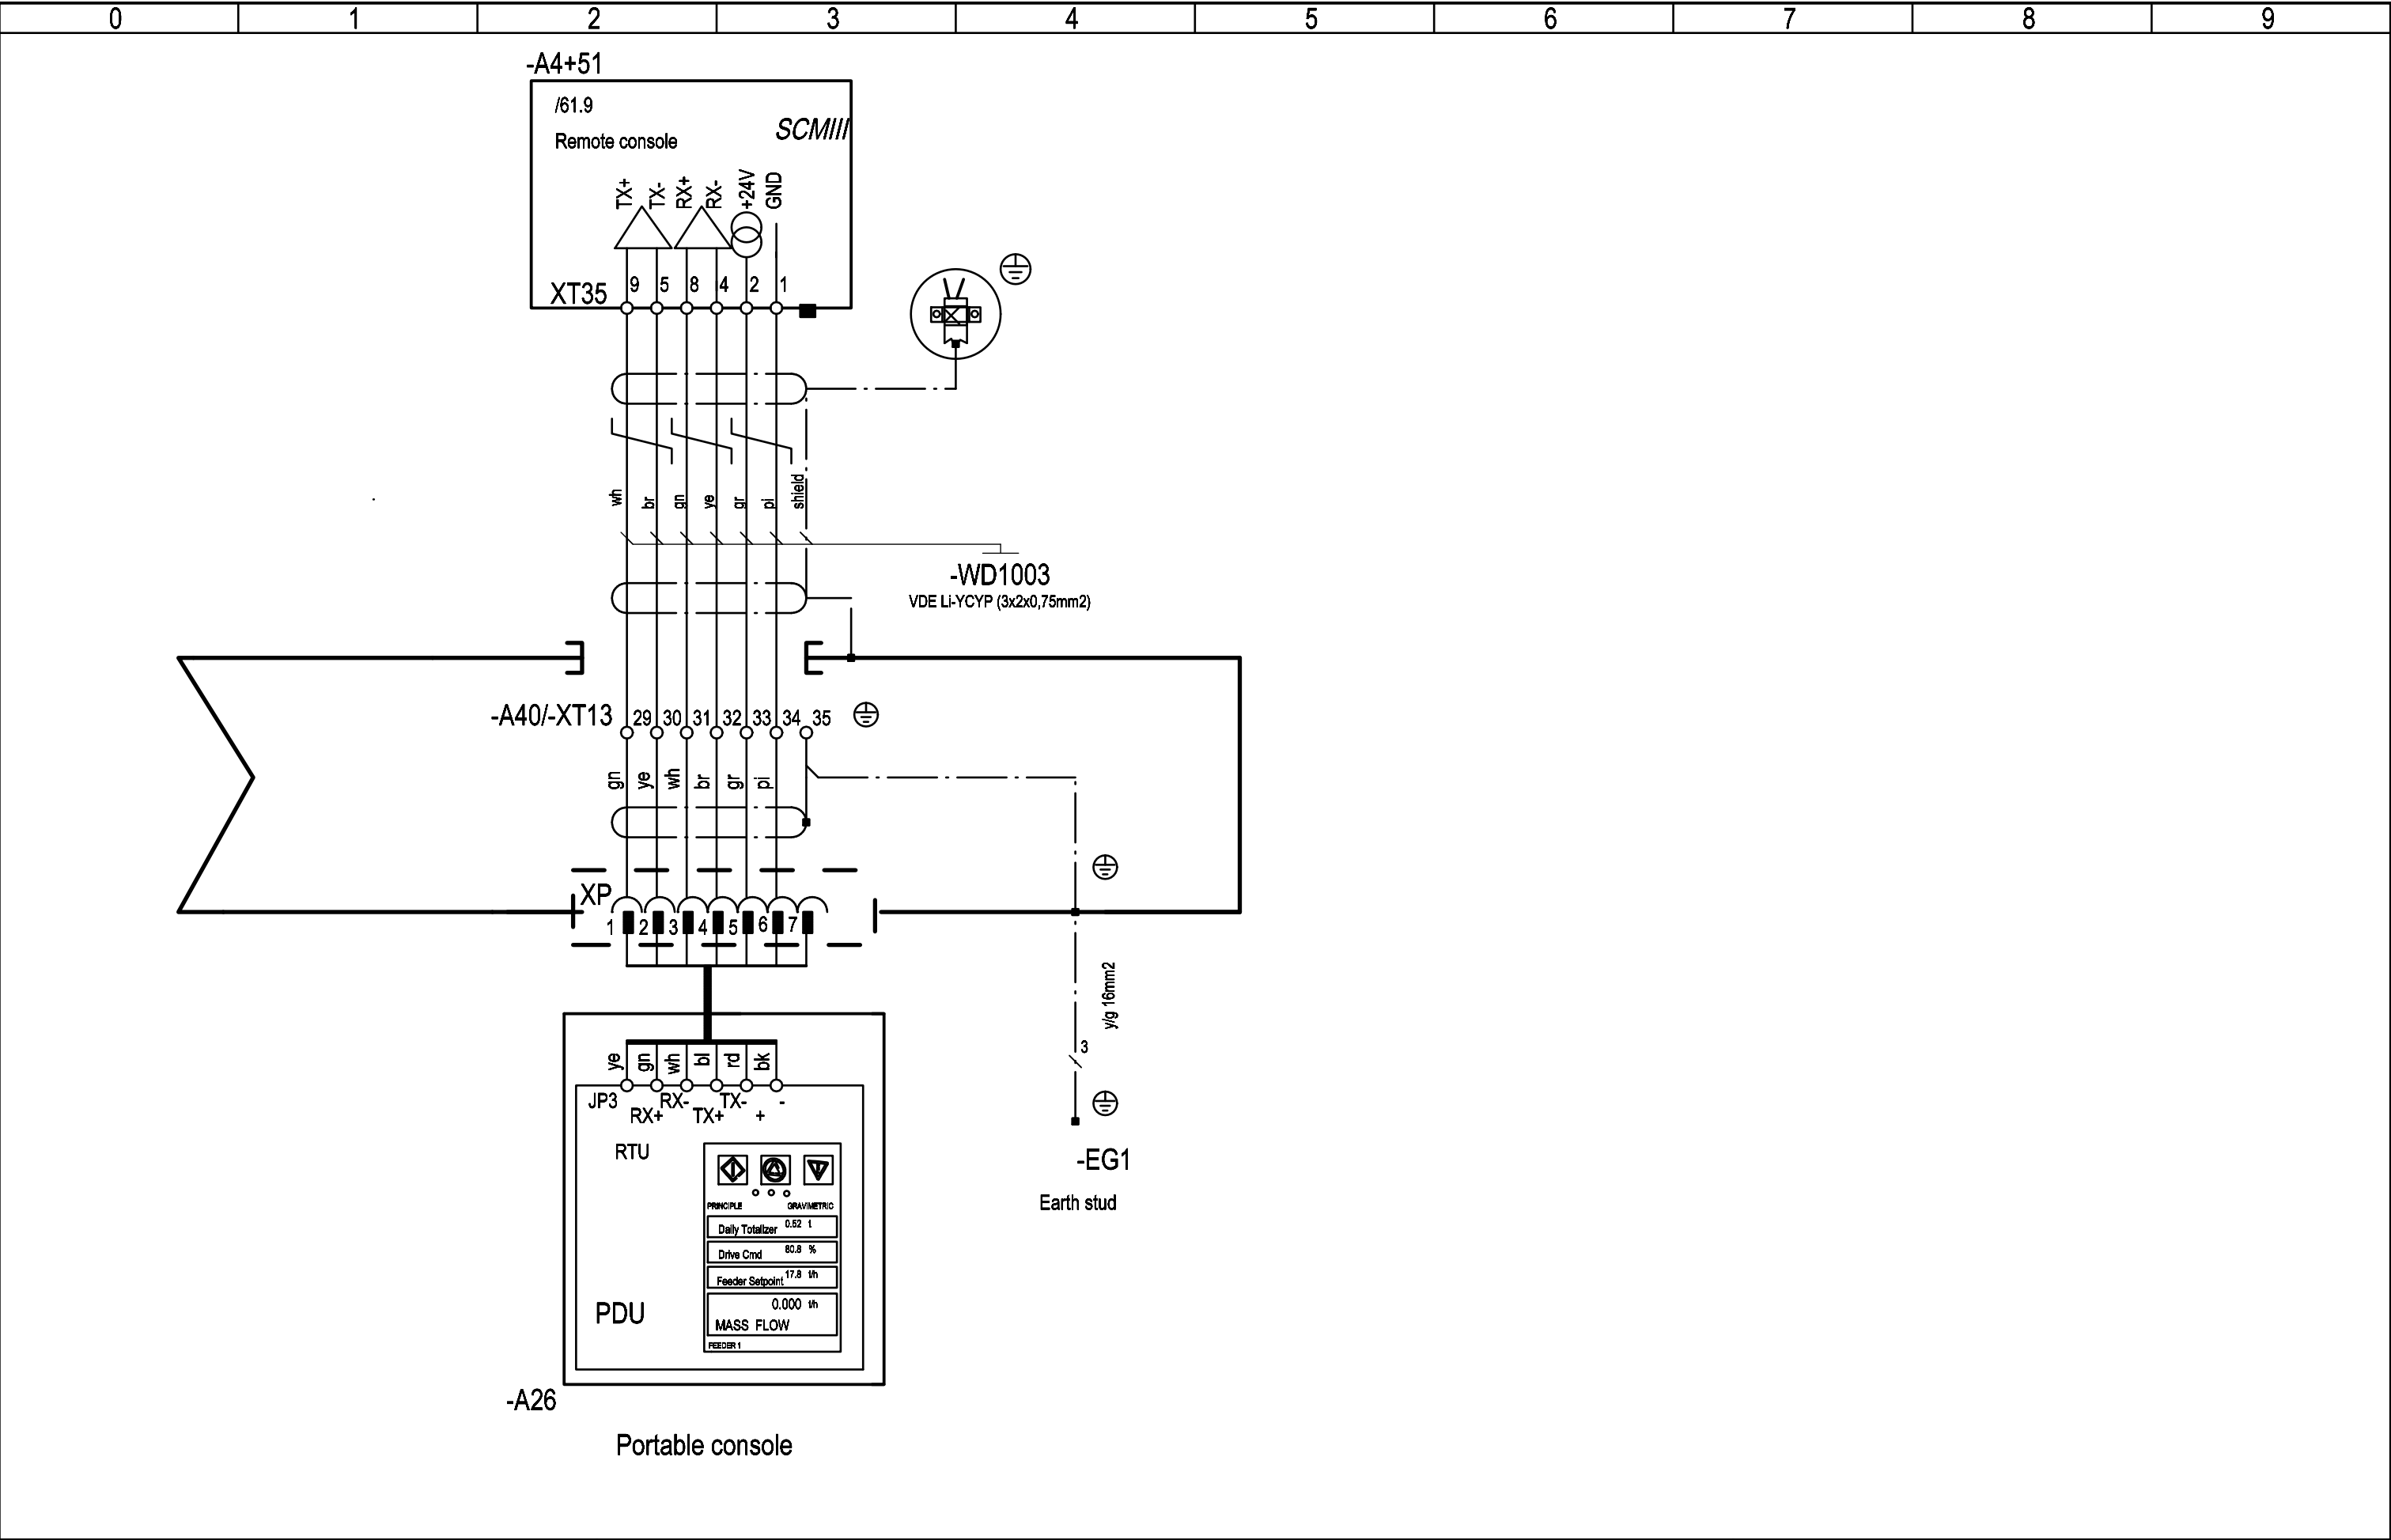 0 1 2 3 4 5 6 7 8 9
-A4+51
/61.9
SCMIII
Remote console
TX+ TX- RX+ RX- +24V GND
XT35 9 5 8 4 2 1
wh br gn ye gr pi shield
-WD1003
VDE Li-YCYP (3x2x0,75mm2)
-A40/-XT13 29 30 31 32 33 34 35
gn ye wh br gr pi
XP
1 2 3 4 5 6 7
y/g 16mm2
3
ye gn wh bl rd bk
JP3 RX- TX- -
RX+ TX+ +
RTU
-EG1
Earth stud
PRINCIPLE GRAVIMETRIC
Daily Totalizer 0.52 t
Drive Cmd 80.8 %
Feeder Setpoint 17.8 t/h
0.000 t/h
PDU
MASS FLOW
FEEDER 1
-A26
Portable console